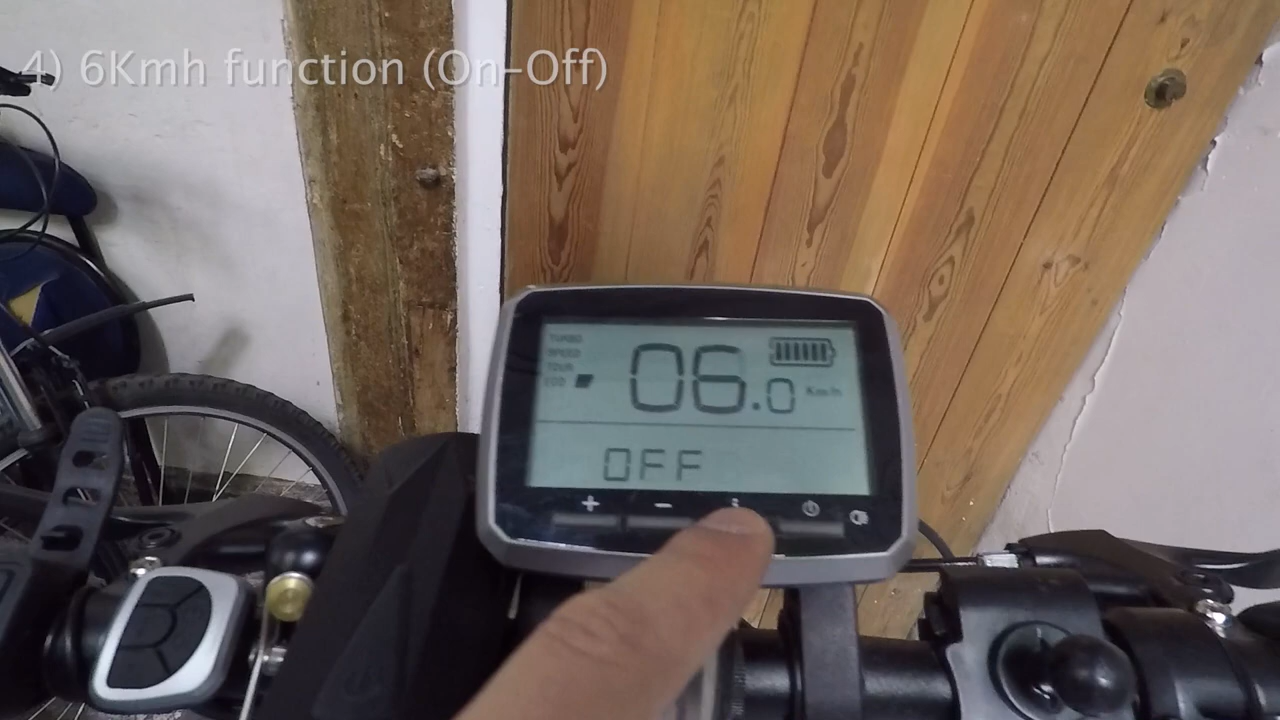 4) 6Kmh function (On-Off)
TURBO
SPEED
TOUR
ECO
06.0 Km/h
OFF
+ - i